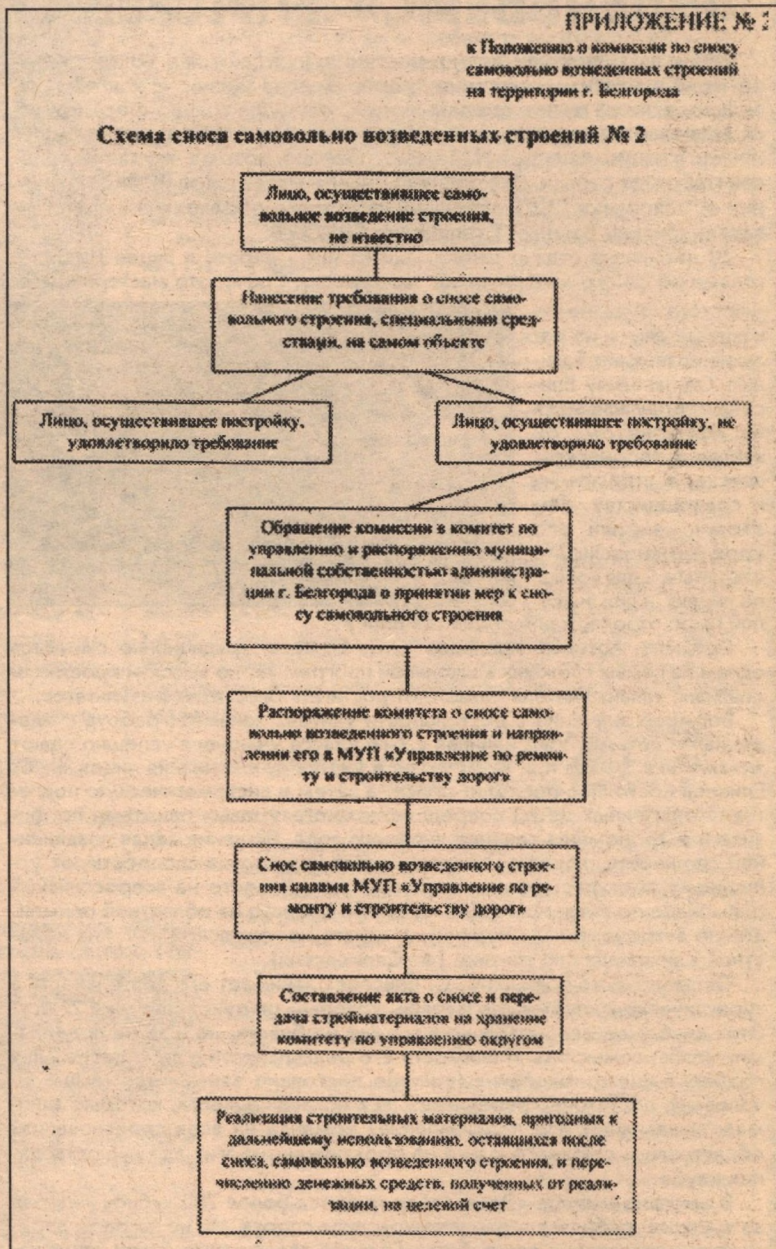 ПРИЛОЖЕНИЕ №
к Положению о комиссии по сносу
самовольно возведенных строений
на территории г. Белгорода
Схема сноса самовольно возведенных строений № 2
Лицо, осуществившее само-
вольное возведение строения,
не известно
Нанесение требования о сносе само-
вольного строения, специальными сред-
ствами, на самом объекте
Лицо, осуществившее постройку,
удовлетворило требование
Лицо, осуществившее постройку, не
удовлетворило требование
Обращение комиссии в комитет по
управлению и распоряжению муници-
пальной собственностью администра-
ции г. Белгорода о принятии мер к сно-
су самовольного строения
Распоряжение комитета о сносе само-
вольно возведенного строения и направ-
лении его в МУП «Управление по ремон-
ту и строительству дорог»
Снос самовольно возведенного строе-
ния силами МУП «Управление по ре-
монту и строительству дорог»
Составление акта о сносе и пере-
дача стройматериалов на хранение
комитету по управлению округом
Реализация строительных материалов, пригодных к
дальнейшему использованию, оставшихся после
сноса, самовольно возведенного строения, и пере-
числению денежных средств, полученных от реали-
зации, на целевой счет